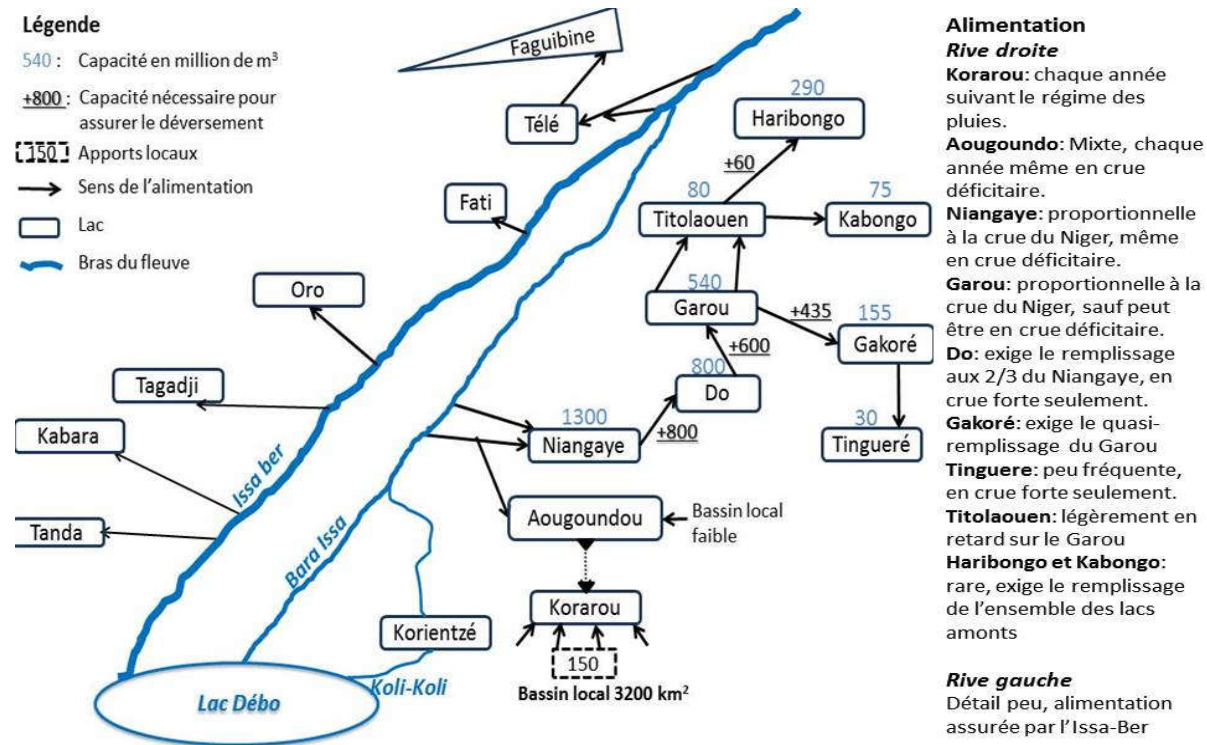 Légende
540 : Capacité en million de m³
+800 : Capacité nécessaire pour
assurer le déversement
150 Apports locaux
Sens de l'alimentation
Lac
Bras du fleuve
Faguibine
Télé
Fati
Oro
Tagadji
Kabara
Tanda
Issa ber
Bara Issa
Koli-Koli
Lac Débo
Korientzé
290
Haribongo
+60
80
Titolaouen
75
Kabongo
540
Garou
+435
155
Gakoré
+600
800
Do
30
Tingueré
1300
Niangaye
+800
Aougoundou
Bassin local
faible
Korarou
150
Bassin local 3200 km²
Alimentation
Rive droite
Korarou: chaque année
suivant le régime des
pluies.
Aougoundo: Mixte, chaque
année même en crue
déficitaire.
Niangaye: proportionnelle
à la crue du Niger, même
en crue déficitaire.
Garou: proportionnelle à la
crue du Niger, sauf peut
être en crue déficitaire.
Do: exige le remplissage
aux 2/3 du Niangaye, en
crue forte seulement.
Gakoré: exige le quasi-
remplissage du Garou
Tinguere: peu fréquente,
en crue forte seulement.
Titolaouen: légèrement en
retard sur le Garou
Haribongo et Kabongo:
rare, exige le remplissage
de l'ensemble des lacs
amonts
Rive gauche
Détail peu, alimentation
assurée par l'Issa-Ber